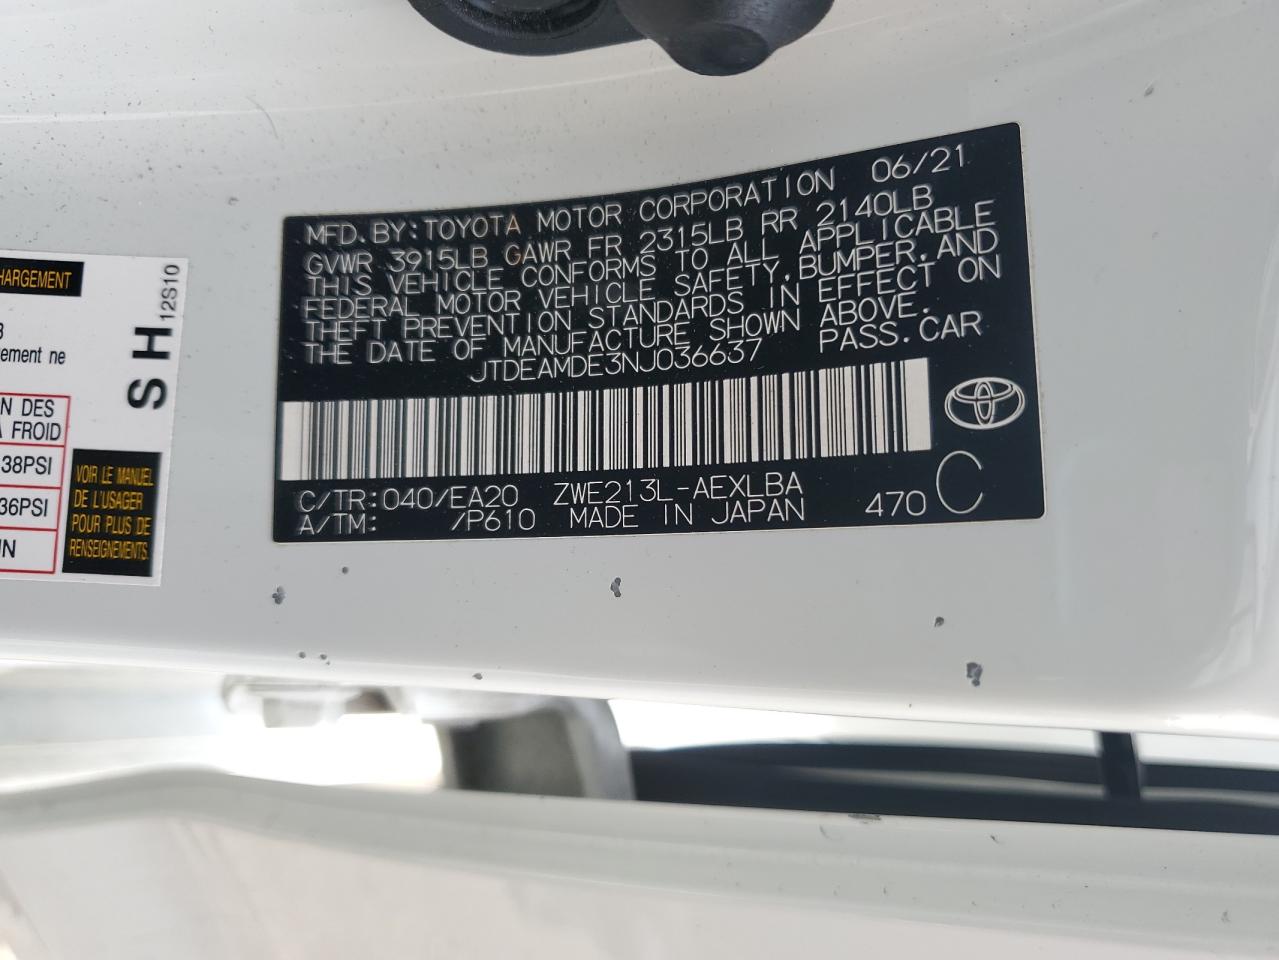 MFD.BY:TOYOTA MOTOR CORPORATION 06/21
GVWR 3915LB GAWR FR 2315LB RR 2140LB
THIS VEHICLE CONFORMS TO ALL APPLICABLE
FEDERAL MOTOR VEHICLE SAFETY,BUMPER,AND
THEFT PREVENTION STANDARDS IN EFFECT ON
THE DATE OF MANUFACTURE SHOWN ABOVE.
JTDEAMDE3NJ036637 PASS.CAR
C/TR:040/EA20 ZWE213L-AEXLBA
A/TM: /P610 MADE IN JAPAN 470 C
HARGEMENT
SH 12S10
rement ne
N DES
FROID
38PSI
36PSI
VOIR LE MANUEL
DE L'USAGER
POUR PLUS DE
RENSEIGNEMENTS.